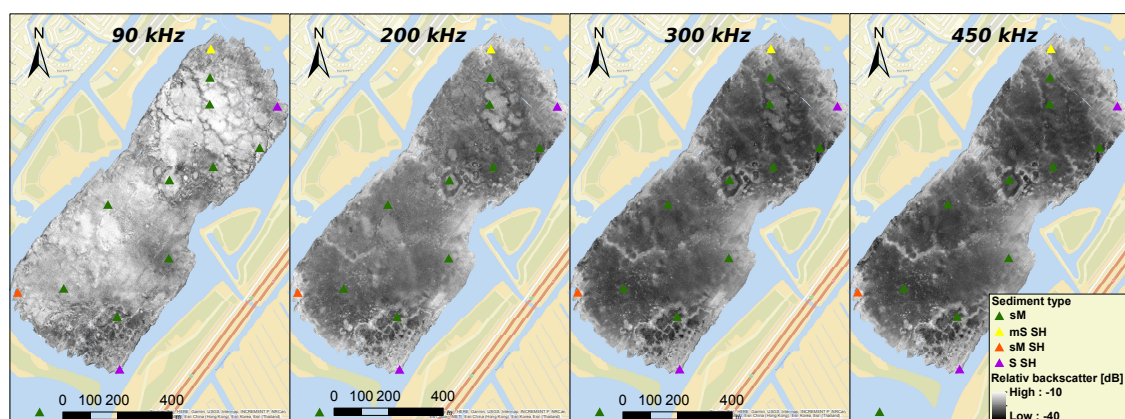 90 kHz
200 kHz
300 kHz
450 kHz
N
N
N
N
Sediment type
sM
mS SH
sM SH
S SH
Relativ backscatter [dB]
High : -10
Low : -40
0 100 200 400
0 100 200 400
0 100 200 400
0 100 200 400